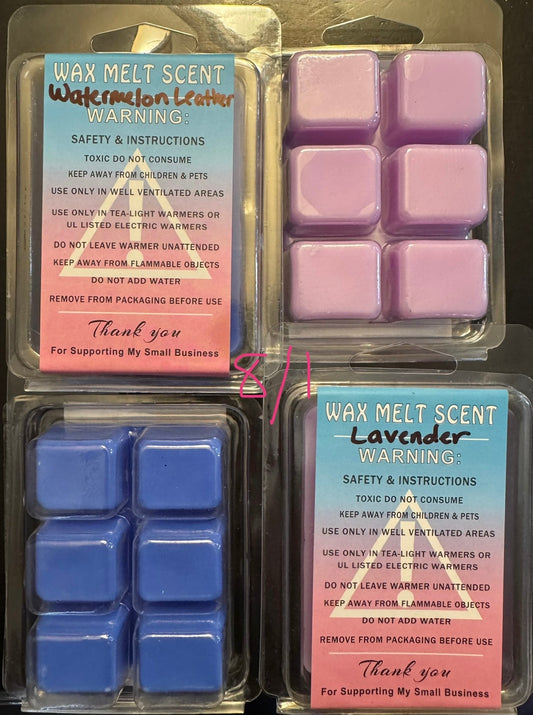 WAX MELT SCENT
Watermelon Leather
WARNING:
SAFETY & INSTRUCTIONS
TOXIC DO NOT CONSUME
KEEP AWAY FROM CHILDREN & PETS
USE ONLY IN WELL VENTILATED AREAS
USE ONLY IN TEA-LIGHT WARMERS OR
UL LISTED ELECTRIC WARMERS
DO NOT LEAVE WARMER UNATTENDED
KEEP AWAY FROM FLAMMABLE OBJECTS
DO NOT ADD WATER
REMOVE FROM PACKAGING BEFORE USE
Thank you
For Supporting My Small Business
8/1
WAX MELT SCENT
Lavender
WARNING:
SAFETY & INSTRUCTIONS
TOXIC DO NOT CONSUME
KEEP AWAY FROM CHILDREN & PETS
USE ONLY IN WELL VENTILATED AREAS
USE ONLY IN TEA-LIGHT WARMERS OR
UL LISTED ELECTRIC WARMERS
DO NOT LEAVE WARMER UNATTENDED
KEEP AWAY FROM FLAMMABLE OBJECTS
DO NOT ADD WATER
REMOVE FROM PACKAGING BEFORE USE
Thank you
For Supporting My Small Business